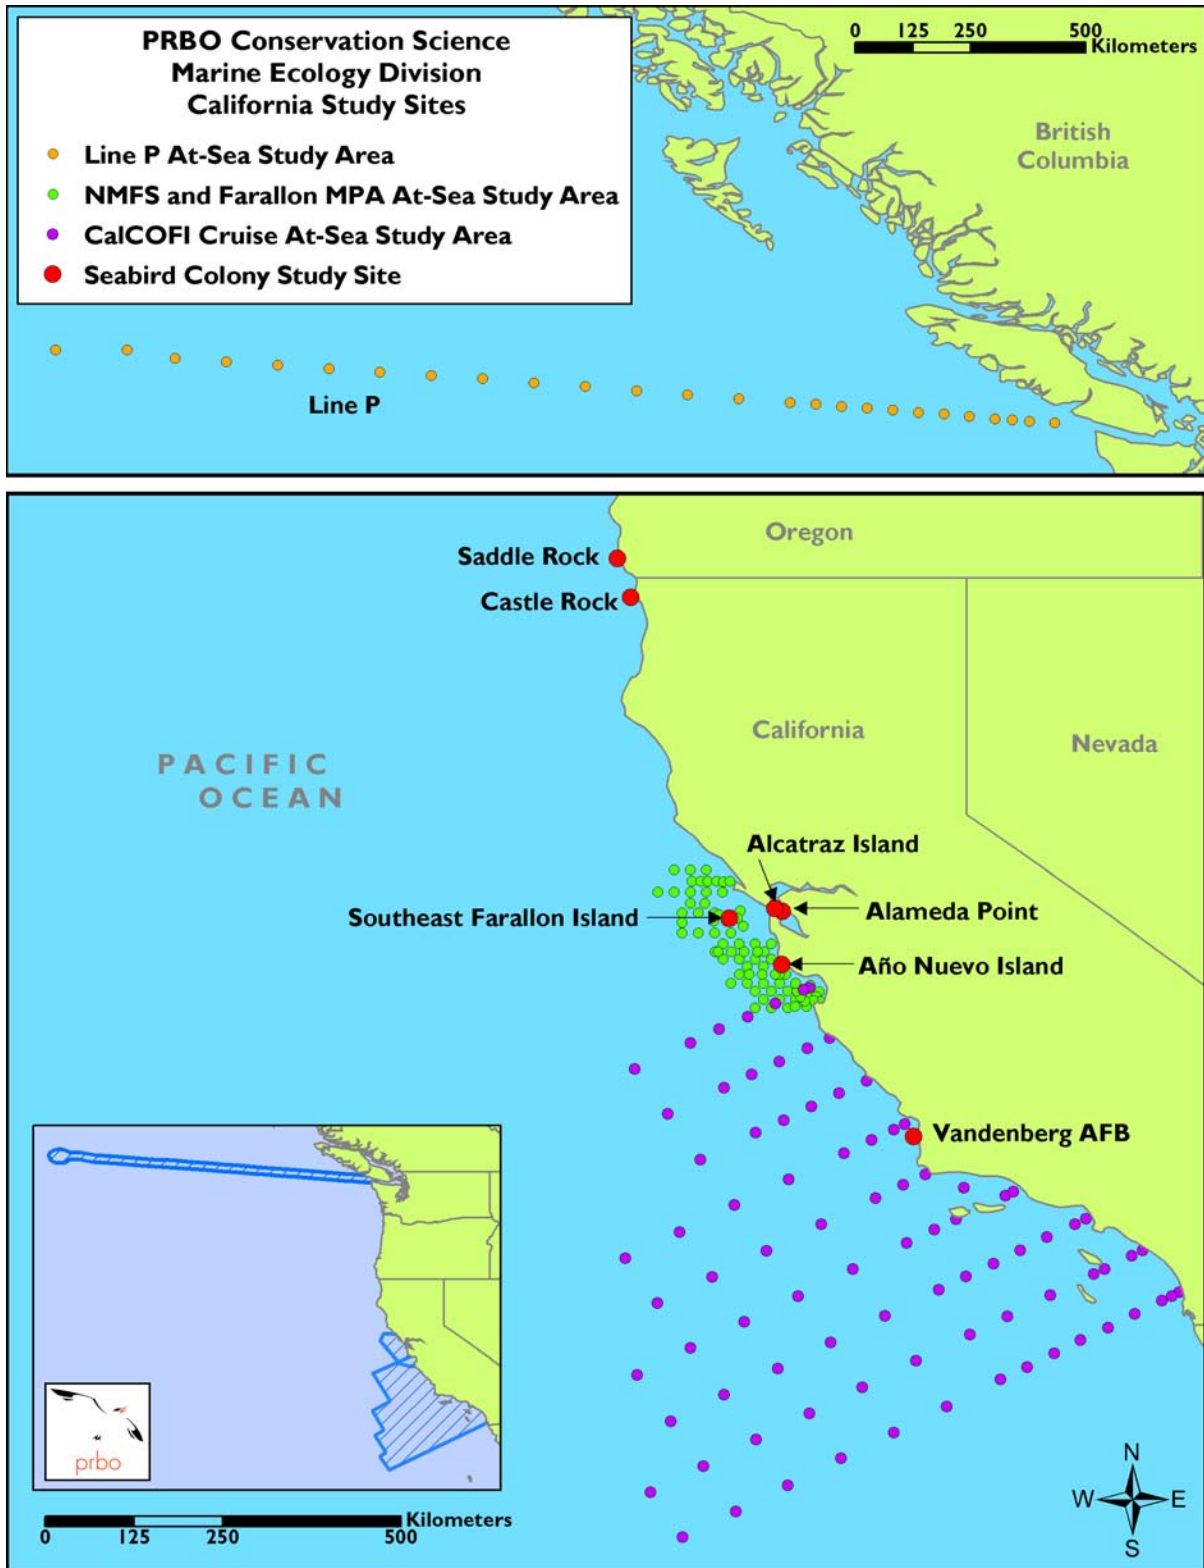 PRBO Conservation Science
Marine Ecology Division
California Study Sites
Line P At-Sea Study Area
NMFS and Farallon MPA At-Sea Study Area
CalCOFI Cruise At-Sea Study Area
Seabird Colony Study Site
0 125 250 500 Kilometers
British
Columbia
Line P
Oregon
Saddle Rock
Castle Rock
California
Nevada
PACIFIC
OCEAN
Alcatraz Island
Southeast Farallon Island
Alameda Point
Año Nuevo Island
Vandenberg AFB
prbo
0 125 250 500 Kilometers
N
W E
S